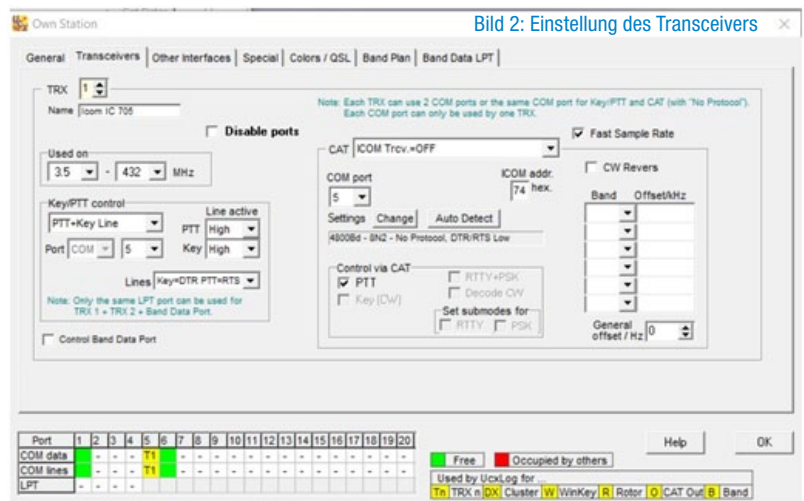 Own Station
Bild 2: Einstellung des Transceivers
General Transceivers Other Interfaces Special Colors / QSL Band Plan Band Data LPT
TRX 1
Name Icom IC 705
Note: Each TRX can use 2 COM ports or the same COM port for Key/PTT and CAT (with "No Protocol").
Each COM port can only be used by one TRX.
Disable ports
Fast Sample Rate
Used on
3.5 - 432 MHz
CAT ICOM Trcv.=OFF
CW Revers
COM port
5
ICOM addr.
74 hex.
Band Offset/kHz
Key/PTT control
PTT+Key Line
Line active
PTT High
Port COM 5
Key High
Settings Change Auto Detect
4800Bd - 8N2 - No Protocol, DTR/RTS Low
Lines Key=DTR PTT=RTS
Note: Only the same LPT port can be used for
TRX 1 + TRX 2 + Band Data Port.
Control via CAT
PTT
RTTY+PSK
Key (CW)
Decode CW
Set submodes for
RTTY PSK
General
offset / Hz 0
Control Band Data Port
Port 1 2 3 4 5 6 7 8 9 10 11 12 13 14 15 16 17 18 19 20
COM data - - - T1 - - - - - - - - - - - - - -
COM lines - - - T1 - - - - - - - - - - - - - -
LPT - - - -
Help
OK
Free Occupied by others
Used by UcxLog for ...
Tn TRX n DX Cluster W WinKey R Rotor O CAT Out B Band